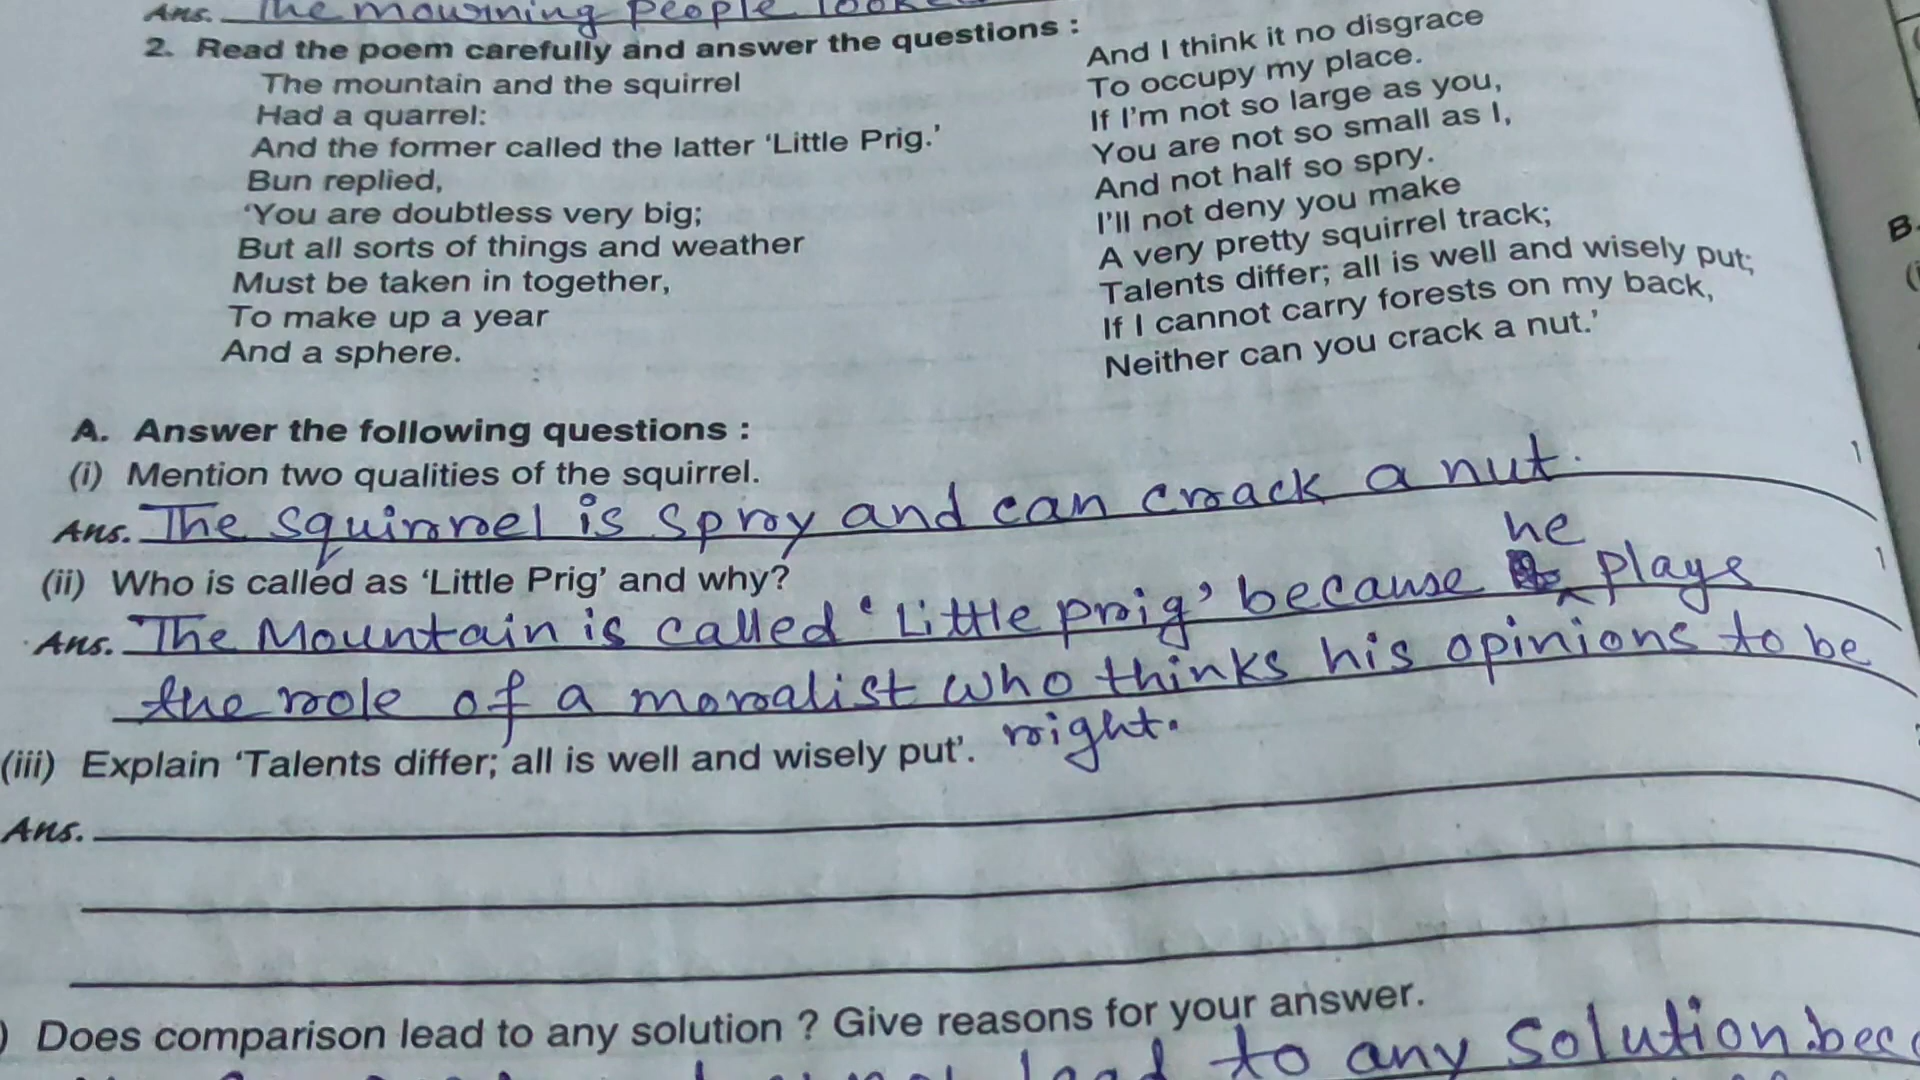 Ans. The mourning people
2. Read the poem carefully and answer the questions :
The mountain and the squirrel
Had a quarrel:
And the former called the latter 'Little Prig.'
Bun replied,
'You are doubtless very big;
But all sorts of things and weather
Must be taken in together,
To make up a year
And a sphere.
And I think it no disgrace
To occupy my place.
If I'm not so large as you,
You are not so small as I,
And not half so spry.
I'll not deny you make
A very pretty squirrel track;
Talents differ; all is well and wisely put;
If I cannot carry forests on my back,
Neither can you crack a nut.'
A. Answer the following questions :
(i) Mention two qualities of the squirrel. 1
Ans. The squirrel is spry and can crack a nut.
(ii) Who is called as 'Little Prig' and why? 1
Ans. The Mountain is called 'Little prig' because he plays
the role of a moralist who thinks his opinions to be
right.
(iii) Explain 'Talents differ; all is well and wisely put'.
Ans.
) Does comparison lead to any solution ? Give reasons for your answer.
lead to any solution bec
B.